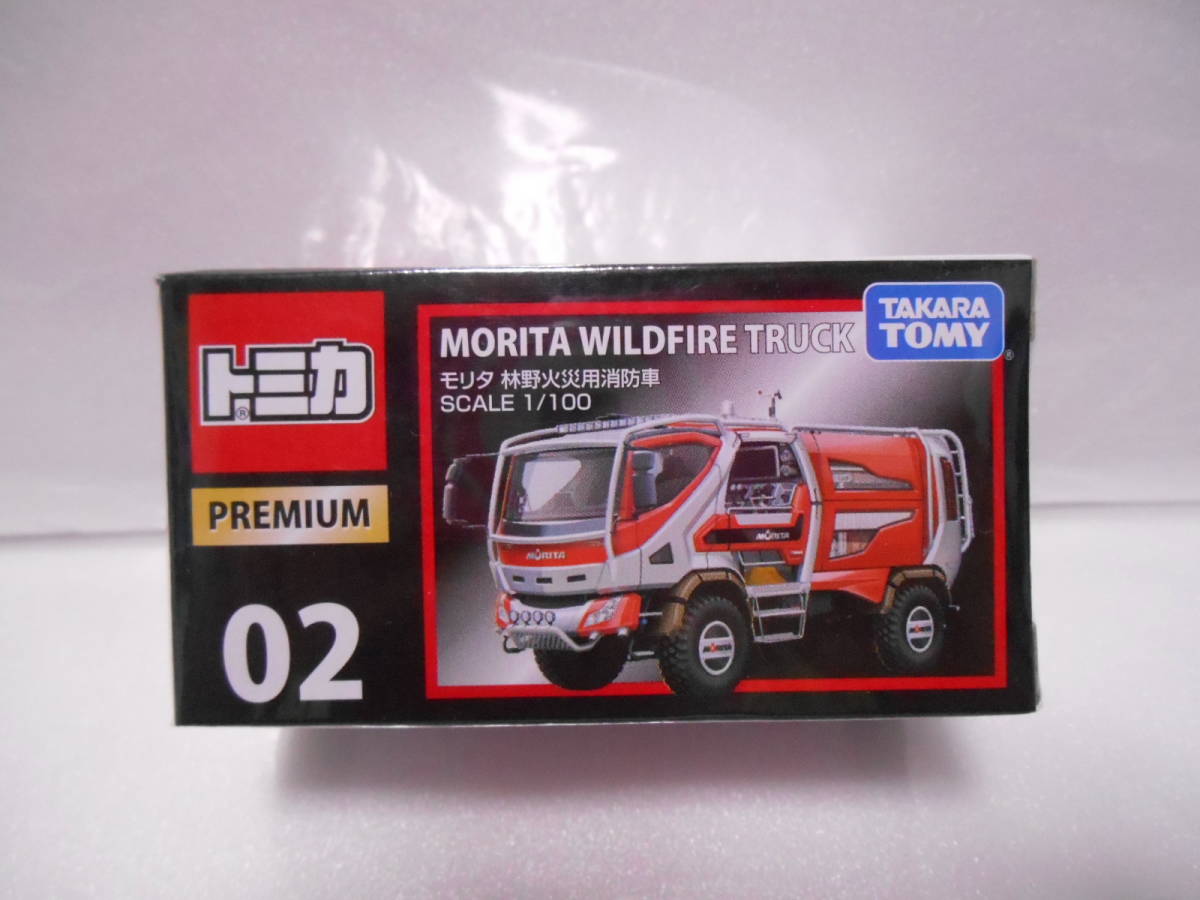 トミカ®
PREMIUM
02
MORITA WILDFIRE TRUCK
モリタ 林野火災用消防車
SCALE 1/100
TAKARA
TOMY®
MORITA
MORITA
MORITA